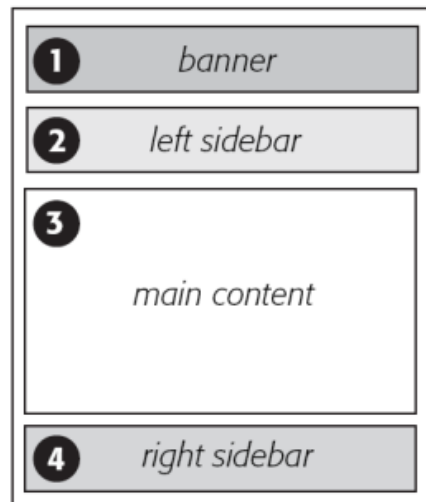 1 banner
2 left sidebar
3
main content
4 right sidebar